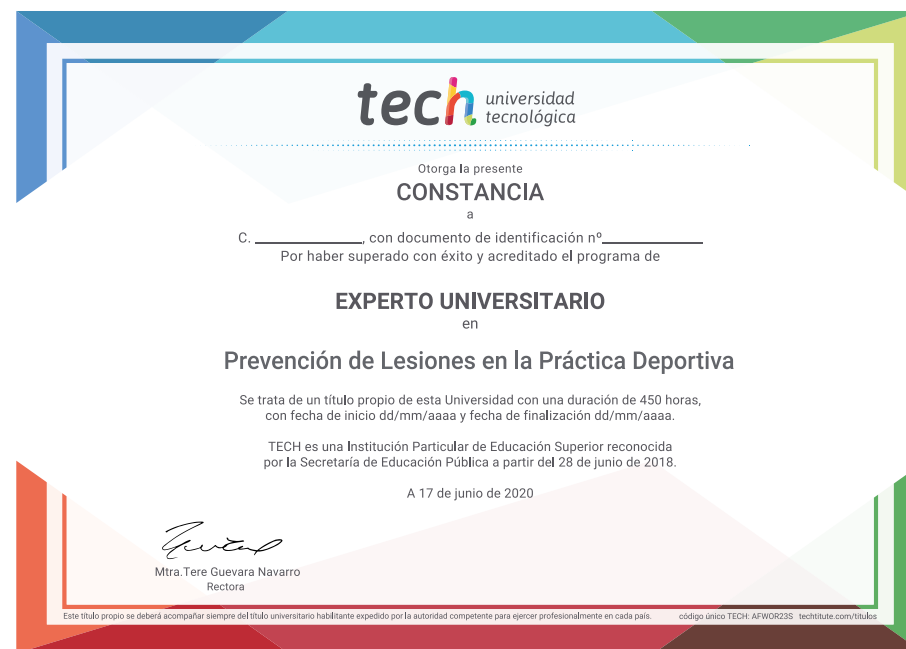 tech universidad
tecnológica
Otorga la presente
CONSTANCIA
a
C. ____________, con documento de identificación nº____________
Por haber superado con éxito y acreditado el programa de
EXPERTO UNIVERSITARIO
en
Prevención de Lesiones en la Práctica Deportiva
Se trata de un título propio de esta Universidad con una duración de 450 horas,
con fecha de inicio dd/mm/aaaa y fecha de finalización dd/mm/aaaa.
TECH es una Institución Particular de Educación Superior reconocida
por la Secretaría de Educación Pública a partir del 28 de junio de 2018.
A 17 de junio de 2020
Mtra.Tere Guevara Navarro
Rectora
Este título propio se deberá acompañar siempre del título universitario habilitante expedido por la autoridad competente para ejercer profesionalmente en cada país. código único TECH: AFWOR23S techtitute.com/titulos